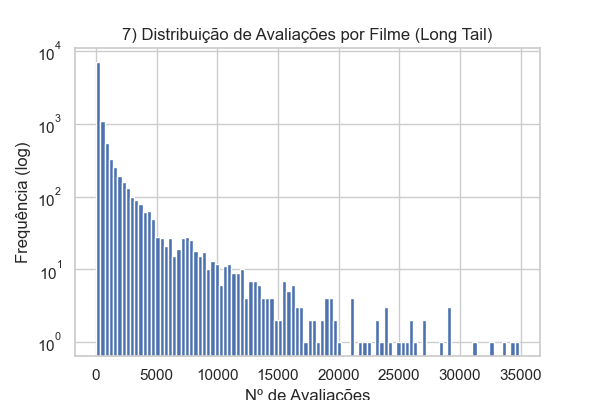 7) Distribuição de Avaliações por Filme (Long Tail)
10^4
10^3
10^2
10^1
10^0
Frequência (log)
0 5000 10000 15000 20000 25000 30000 35000
Nº de Avaliações